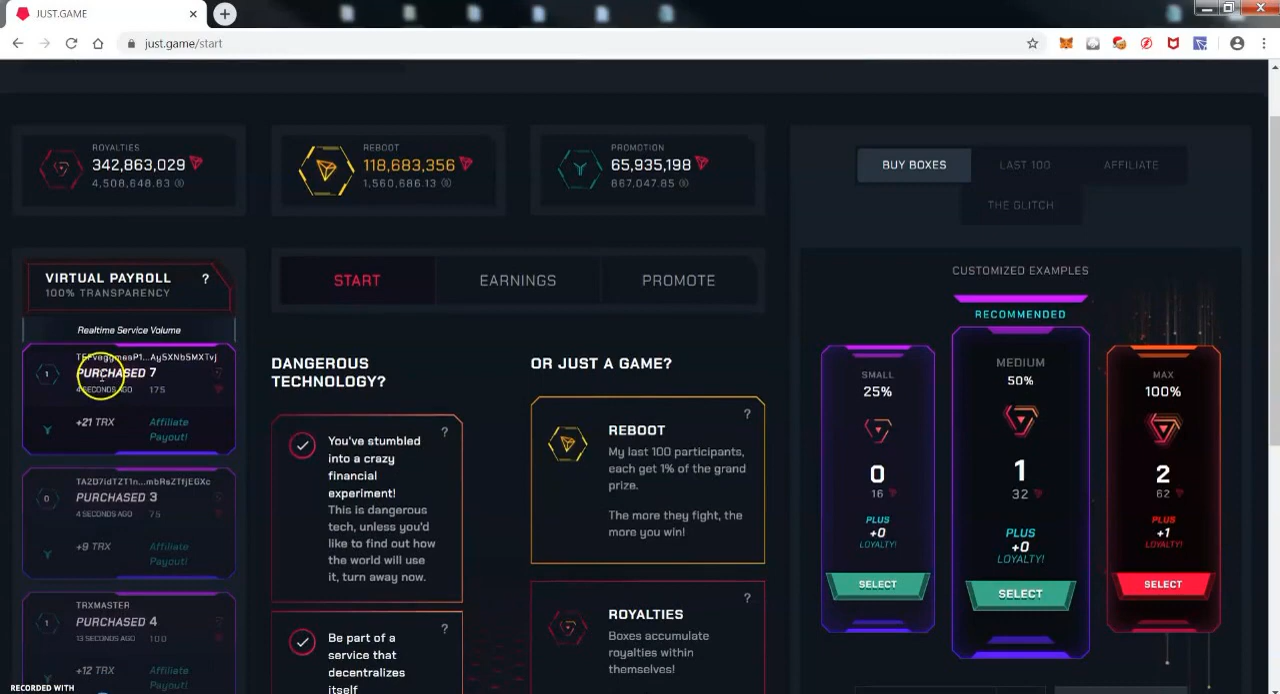 JUST.GAME
just.game/start
ROYALTIES
342,863,029
REBOOT
118,683,356
1,560,686.13
PROMOTION
65,935,198
867,047.85
BUY BOXES
LAST 100
AFFILIATE
THE GLITCH
VIRTUAL PAYROLL
?
100% TRANSPARENCY
Realtime Service Volume
1
PURCHASED 7
4 SECONDS AGO
175
+21 TRX
Affiliate
Payout!
0
PURCHASED 3
4 SECONDS AGO
75
+9 TRX
Affiliate
Payout!
TRXMASTER
1
PURCHASED 4
13 SECONDS AGO
100
+12 TRX
Affiliate
Payout!
START
EARNINGS
PROMOTE
DANGEROUS
TECHNOLOGY?
You've stumbled
?
into a crazy
financial
experiment!
This is dangerous
tech, unless you'd
like to find out how
the world will use
it, turn away now.
Be part of a
?
service that
decentralizes
itself
OR JUST A GAME?
REBOOT
?
My last 100 participants,
each get 1% of the grand
prize.
The more they fight, the
more you win!
ROYALTIES
?
Boxes accumulate
royalties within
themselves!
CUSTOMIZED EXAMPLES
RECOMMENDED
SMALL
25%
0
16
PLUS
+0
LOYALTY!
SELECT
MEDIUM
50%
1
32
PLUS
+0
LOYALTY!
SELECT
MAX
100%
2
62
PLUS
+1
LOYALTY!
SELECT
RECORDED WITH